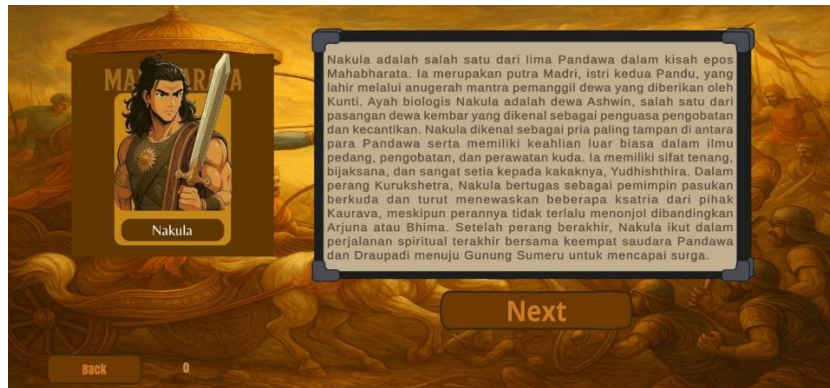 Nakula
Nakula adalah salah satu dari lima Pandawa dalam kisah epos
Mahabharata. Ia merupakan putra Madri, istri kedua Pandu, yang
lahir melalui anugerah mantra pemanggil dewa yang diberikan oleh
Kunti. Ayah biologis Nakula adalah dewa Ashwin, salah satu dari
pasangan dewa kembar yang dikenal sebagai penguasa pengobatan
dan kecantikan. Nakula dikenal sebagai pria paling tampan di antara
para Pandawa serta memiliki keahlian luar biasa dalam ilmu
pedang, pengobatan, dan perawatan kuda. Ia memiliki sifat tenang,
bijaksana, dan sangat setia kepada kakaknya, Yudhishthira. Dalam
perang Kurukshetra, Nakula bertugas sebagai pemimpin pasukan
berkuda dan turut menewaskan beberapa ksatria dari pihak
Kaurava, meskipun perannya tidak terlalu menonjol dibandingkan
Arjuna atau Bhima. Setelah perang berakhir, Nakula ikut dalam
perjalanan spiritual terakhir bersama keempat saudara Pandawa
dan Draupadi menuju Gunung Sumeru untuk mencapai surga.
Next
Back
0